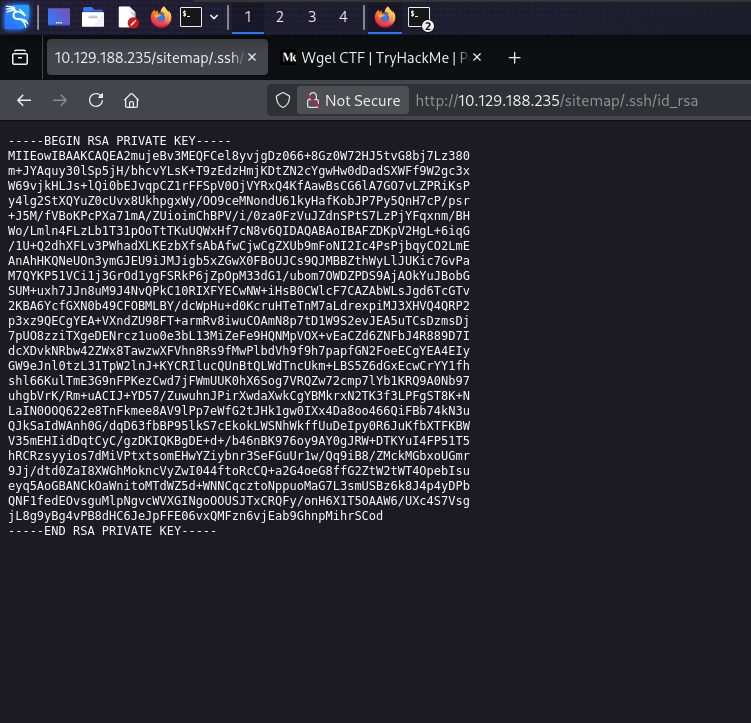 1 2 3 4 2
10.129.188.235/sitemap/.ssh/ Wgel CTF | TryHackMe | P
Not Secure http://10.129.188.235/sitemap/.ssh/id_rsa
-----BEGIN RSA PRIVATE KEY-----
MIIEowIBAAKCAQEA2mujeBv3MEQFCel8yvjgDz066+8Gz0W72HJ5tvG8bj7Lz380
m+JYAquy30lSp5jH/bhcvYLsK+T9zEdzHmjKDtZN2cYgwHw0dDadSXWFf9W2gc3x
W69vjkHLJs+lQi0bEJvqpCZ1rFFSpV0OjVYRxQ4KfAawBsCG6lA7GO7vLZPRiKsP
y4lg2StXQYuZ0cUvx8UkhpgxWy/OO9ceMNondU61kyHafKobJP7Py5QnH7cP/psr
+J5M/fVBoKPcPXa71mA/ZUioimChBPV/i/0za0FzVuJZdnSPtS7LzPjYFqxnm/BH
Wo/Lmln4FLzLb1T31pOoTtTKuUQWxHf7cN8v6QIDAQABAoIBAFZDKpV2HgL+6iqG
/1U+Q2dhXFLv3PWhadXLKEzbXfsAbAfwCjwCgZXUb9mFoNI2Ic4PsPjbqyCO2LmE
AnAhHKQNeUOn3ymGJEU9iJMJigb5xZGwX0FBoUJCs9QJMBBZthWyLlJUKic7GvPa
M7QYKP51VCi1j3GrOd1ygFSRkP6jZpOpM33dG1/ubom7OWDZPDS9AjAOkYuJBobG
SUM+uxh7JJn8uM9J4NvQPkC10RIXFYECwNW+iHsB0CWlcF7CAZAbWLsJgd6TcGTv
2KBA6YcfGXN0b49CFOBMLBY/dcWpHu+d0KcruHTeTnM7aLdrexpiMJ3XHVQ4QRP2
p3xz9QECgYEA+VXndZU98FT+armRv8iwuCOAmN8p7tD1W9S2evJEA5uTCsDzmsDj
7pUO8zziTXgeDENrcz1uo0e3bL13MiZeFe9HQNMpVOX+vEaCZd6ZNFbJ4R889D7I
dcXDvkNRbw42ZWx8TawzwXFVhn8Rs9fMwPlbdVh9f9h7papfGN2FoeECgYEA4EIy
GW9eJnl0tzL31TpW2lnJ+KYCRIlucQUnBtQLWdTncUkm+LBS5Z6dGxEcwCrYY1fh
shl66KulTmE3G9nFPKezCwd7jFWmUUK0hX6Sog7VRQZw72cmp7lYb1KRQ9A0Nb97
uhgbVrK/Rm+uACIJ+YD57/ZuwuhnJPirXwdaXwkCgYBMkrxN2TK3f3LPFgST8K+N
LaIN0OOQ622e8TnFkmee8AV9lPp7eWfG2tJHk1gw0IXx4Da8oo466QiFBb74kN3u
QJkSaIdWAnh0G/dqD63fbBP95lkS7cEkokLWSNhWkffUuDeIpy0R6JuKfbXTFKBW
V35mEHIidDqtCyC/gzDKIQKBgDE+d+/b46nBK976oy9AY0gJRW+DTKYuI4FP51T5
hRCRzsyyios7dMiVPtxtsomEHwYZiybnr3SeFGuUr1w/Qq9iB8/ZMckMGbxoUGmr
9Jj/dtd0ZaI8XWGhMokncVyZwI044ftoRcCQ+a2G4oeG8ffG2ZtW2tWT4OpebIsu
eyq5AoGBANCkOaWnitoMTdWZ5d+WNNCqcztoNppuoMaG7L3smUSBz6k8J4p4yDPb
QNF1fedEOvsguMlpNgvcWVXGINgoOOUSJTxCRQFy/onH6X1T5OAAW6/UXc4S7Vsg
jL8g9yBg4vPB8dHC6JeJpFFE06vxQMFzn6vjEab9GhnpMihrSCod
-----END RSA PRIVATE KEY-----